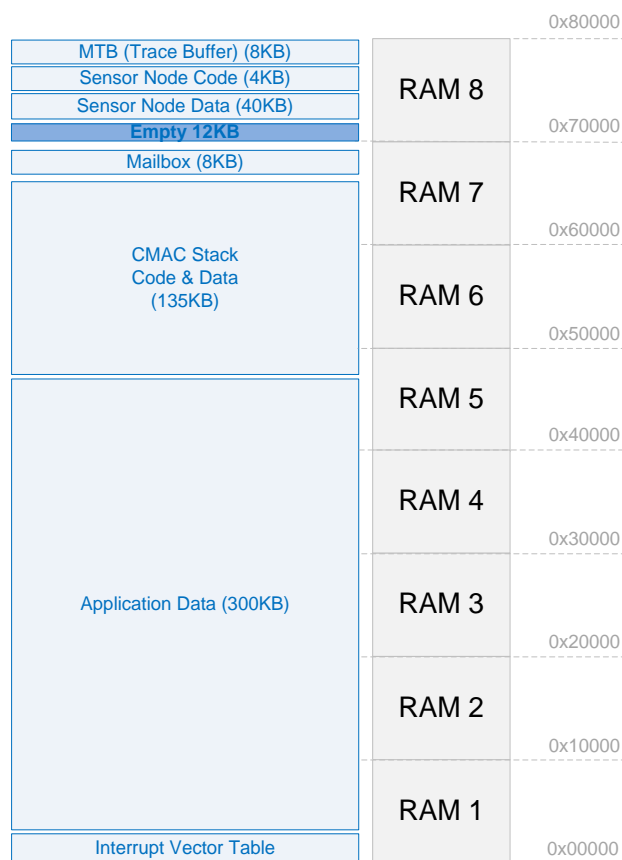 0x80000
MTB (Trace Buffer) (8KB)
Sensor Node Code (4KB)
Sensor Node Data (40KB)
Empty 12KB
Mailbox (8KB)
CMAC Stack
Code & Data
(135KB)
Application Data (300KB)
Interrupt Vector Table
RAM 8
RAM 7
RAM 6
RAM 5
RAM 4
RAM 3
RAM 2
RAM 1
0x70000
0x60000
0x50000
0x40000
0x30000
0x20000
0x10000
0x00000